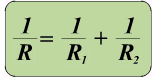 1/R = 1/R₁ + 1/R₂